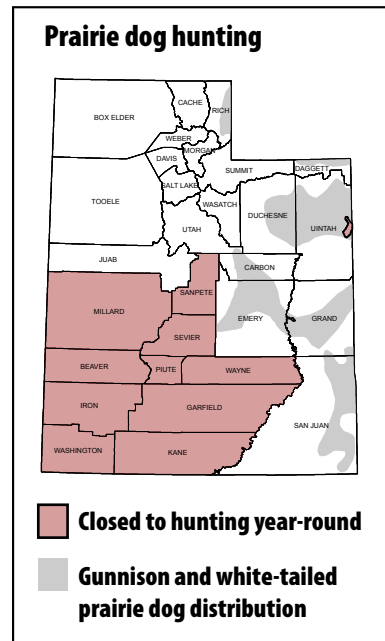 Prairie dog hunting
CACHE
RICH
BOX ELDER
WEBER
MORGAN
DAVIS
SUMMIT
DAGGETT
SALT LAKE
TOOELE
WASATCH
DUCHESNE
UINTAH
UTAH
JUAB
CARBON
SANPETE
MILLARD
EMERY
GRAND
SEVIER
BEAVER
PIUTE
WAYNE
IRON
GARFIELD
SAN JUAN
WASHINGTON
KANE
Closed to hunting year-round
Gunnison and white-tailed
prairie dog distribution